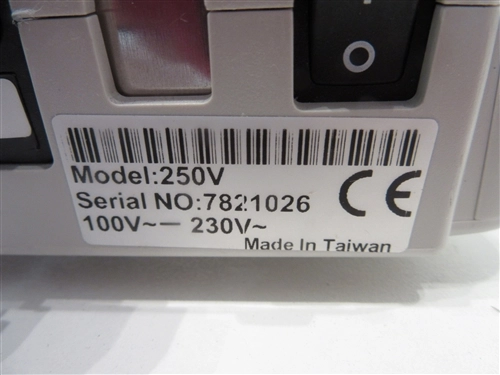 O
Model:250V
Serial NO:7821026
CE
100V~— 230V~
Made In Taiwan